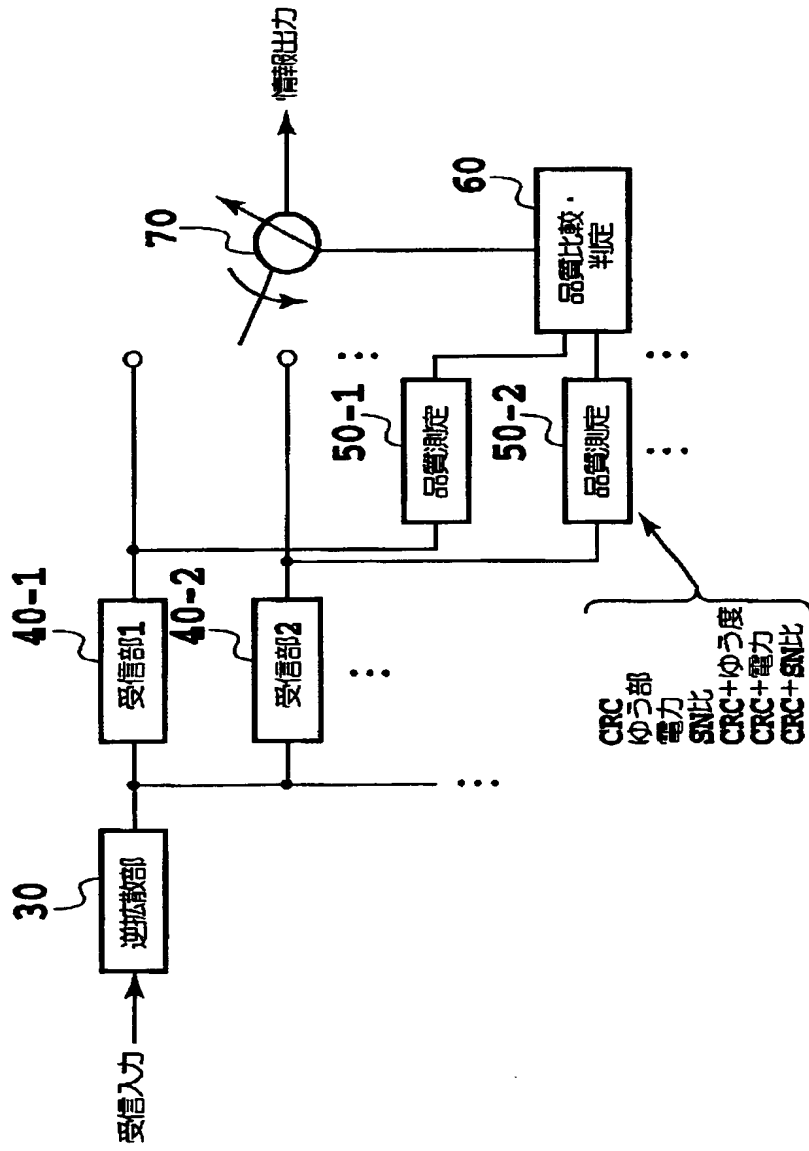 受信入力
30
逆拡散部
40-1
受信部1
40-2
受信部2
⋮
⋮
50-1
品質測定
50-2
品質測定
⋮
⋮
⋮
60
品質比較・
判定
70
情報出力
CRC
ゆう部
電力
SN比
CRC+ゆう度
CRC+電力
CRC+SN比